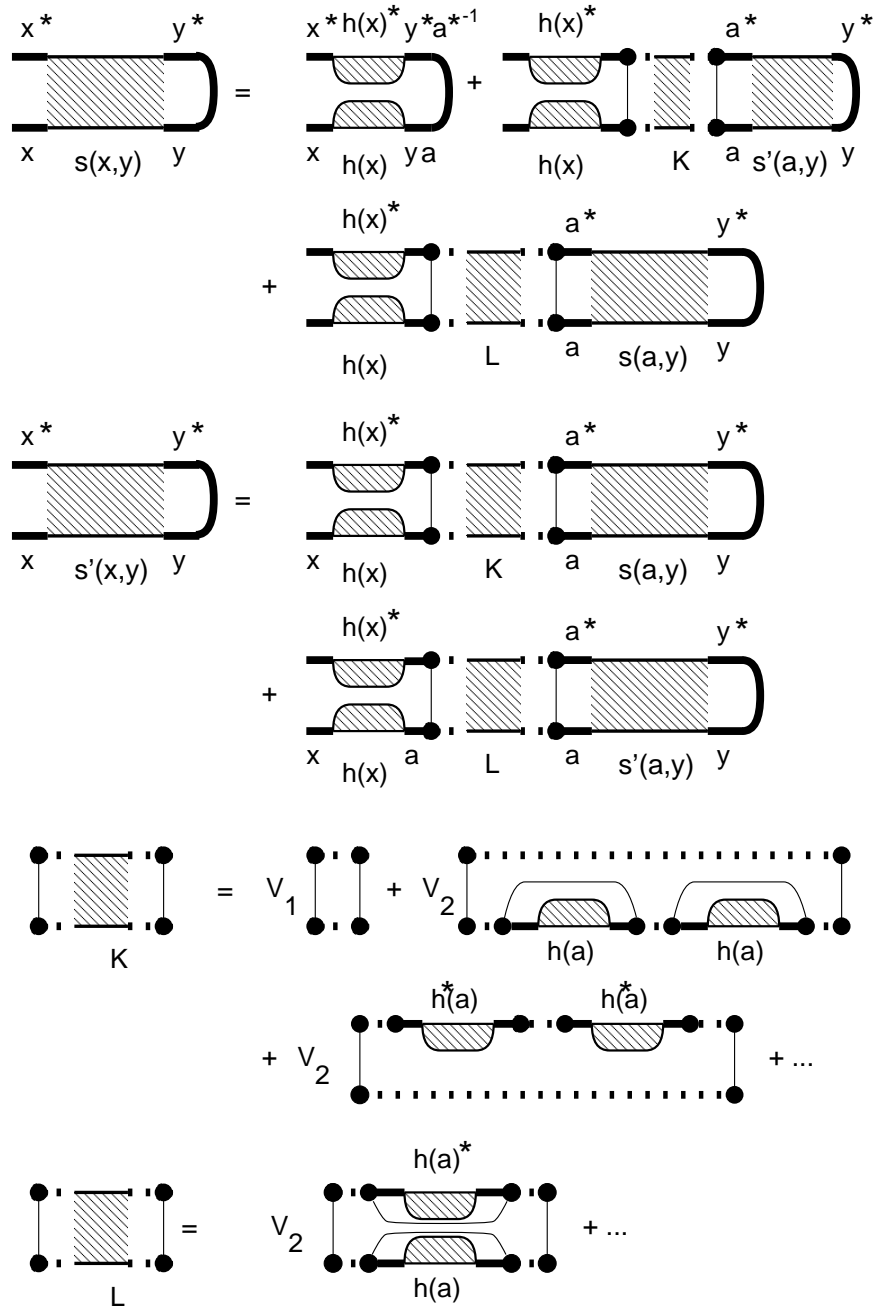 x* y* x* h(x)* y*a*⁻¹ h(x)* a* y*
= +
x s(x,y) y x h(x) y a h(x) K a s'(a,y) y
h(x)* a* y*
+
h(x) L a s(a,y) y
x* y* h(x)* a* y*
=
x s'(x,y) y x h(x) K a s(a,y) y
h(x)* a* y*
+
x h(x) a L a s'(a,y) y
K = V₁ + V₂ h(a) h(a)
h*(a) h*(a)
+ V₂ + ...
h(a)*
L = V₂ + ...
h(a)